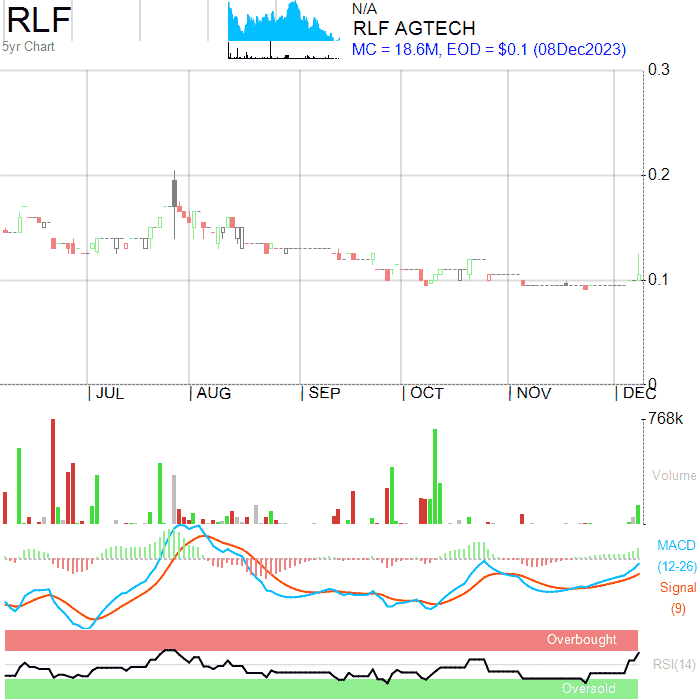 RLF
5yr Chart
N/A
RLF AGTECH
MC = 18.6M, EOD = $0.1 (08Dec2023)
0.3
0.2
0.1
0
JUL AUG SEP OCT NOV DEC
768k
Volume
MACD
(12-26)
Signal
(9)
Overbought
RSI(14)
Oversold